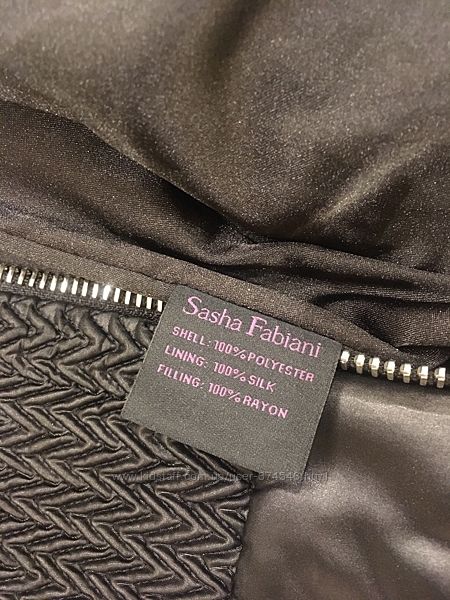 Sasha Fabiani
SHELL: 100% POLYESTER
LINING: 100% SILK
FILLING: 100% RAYON